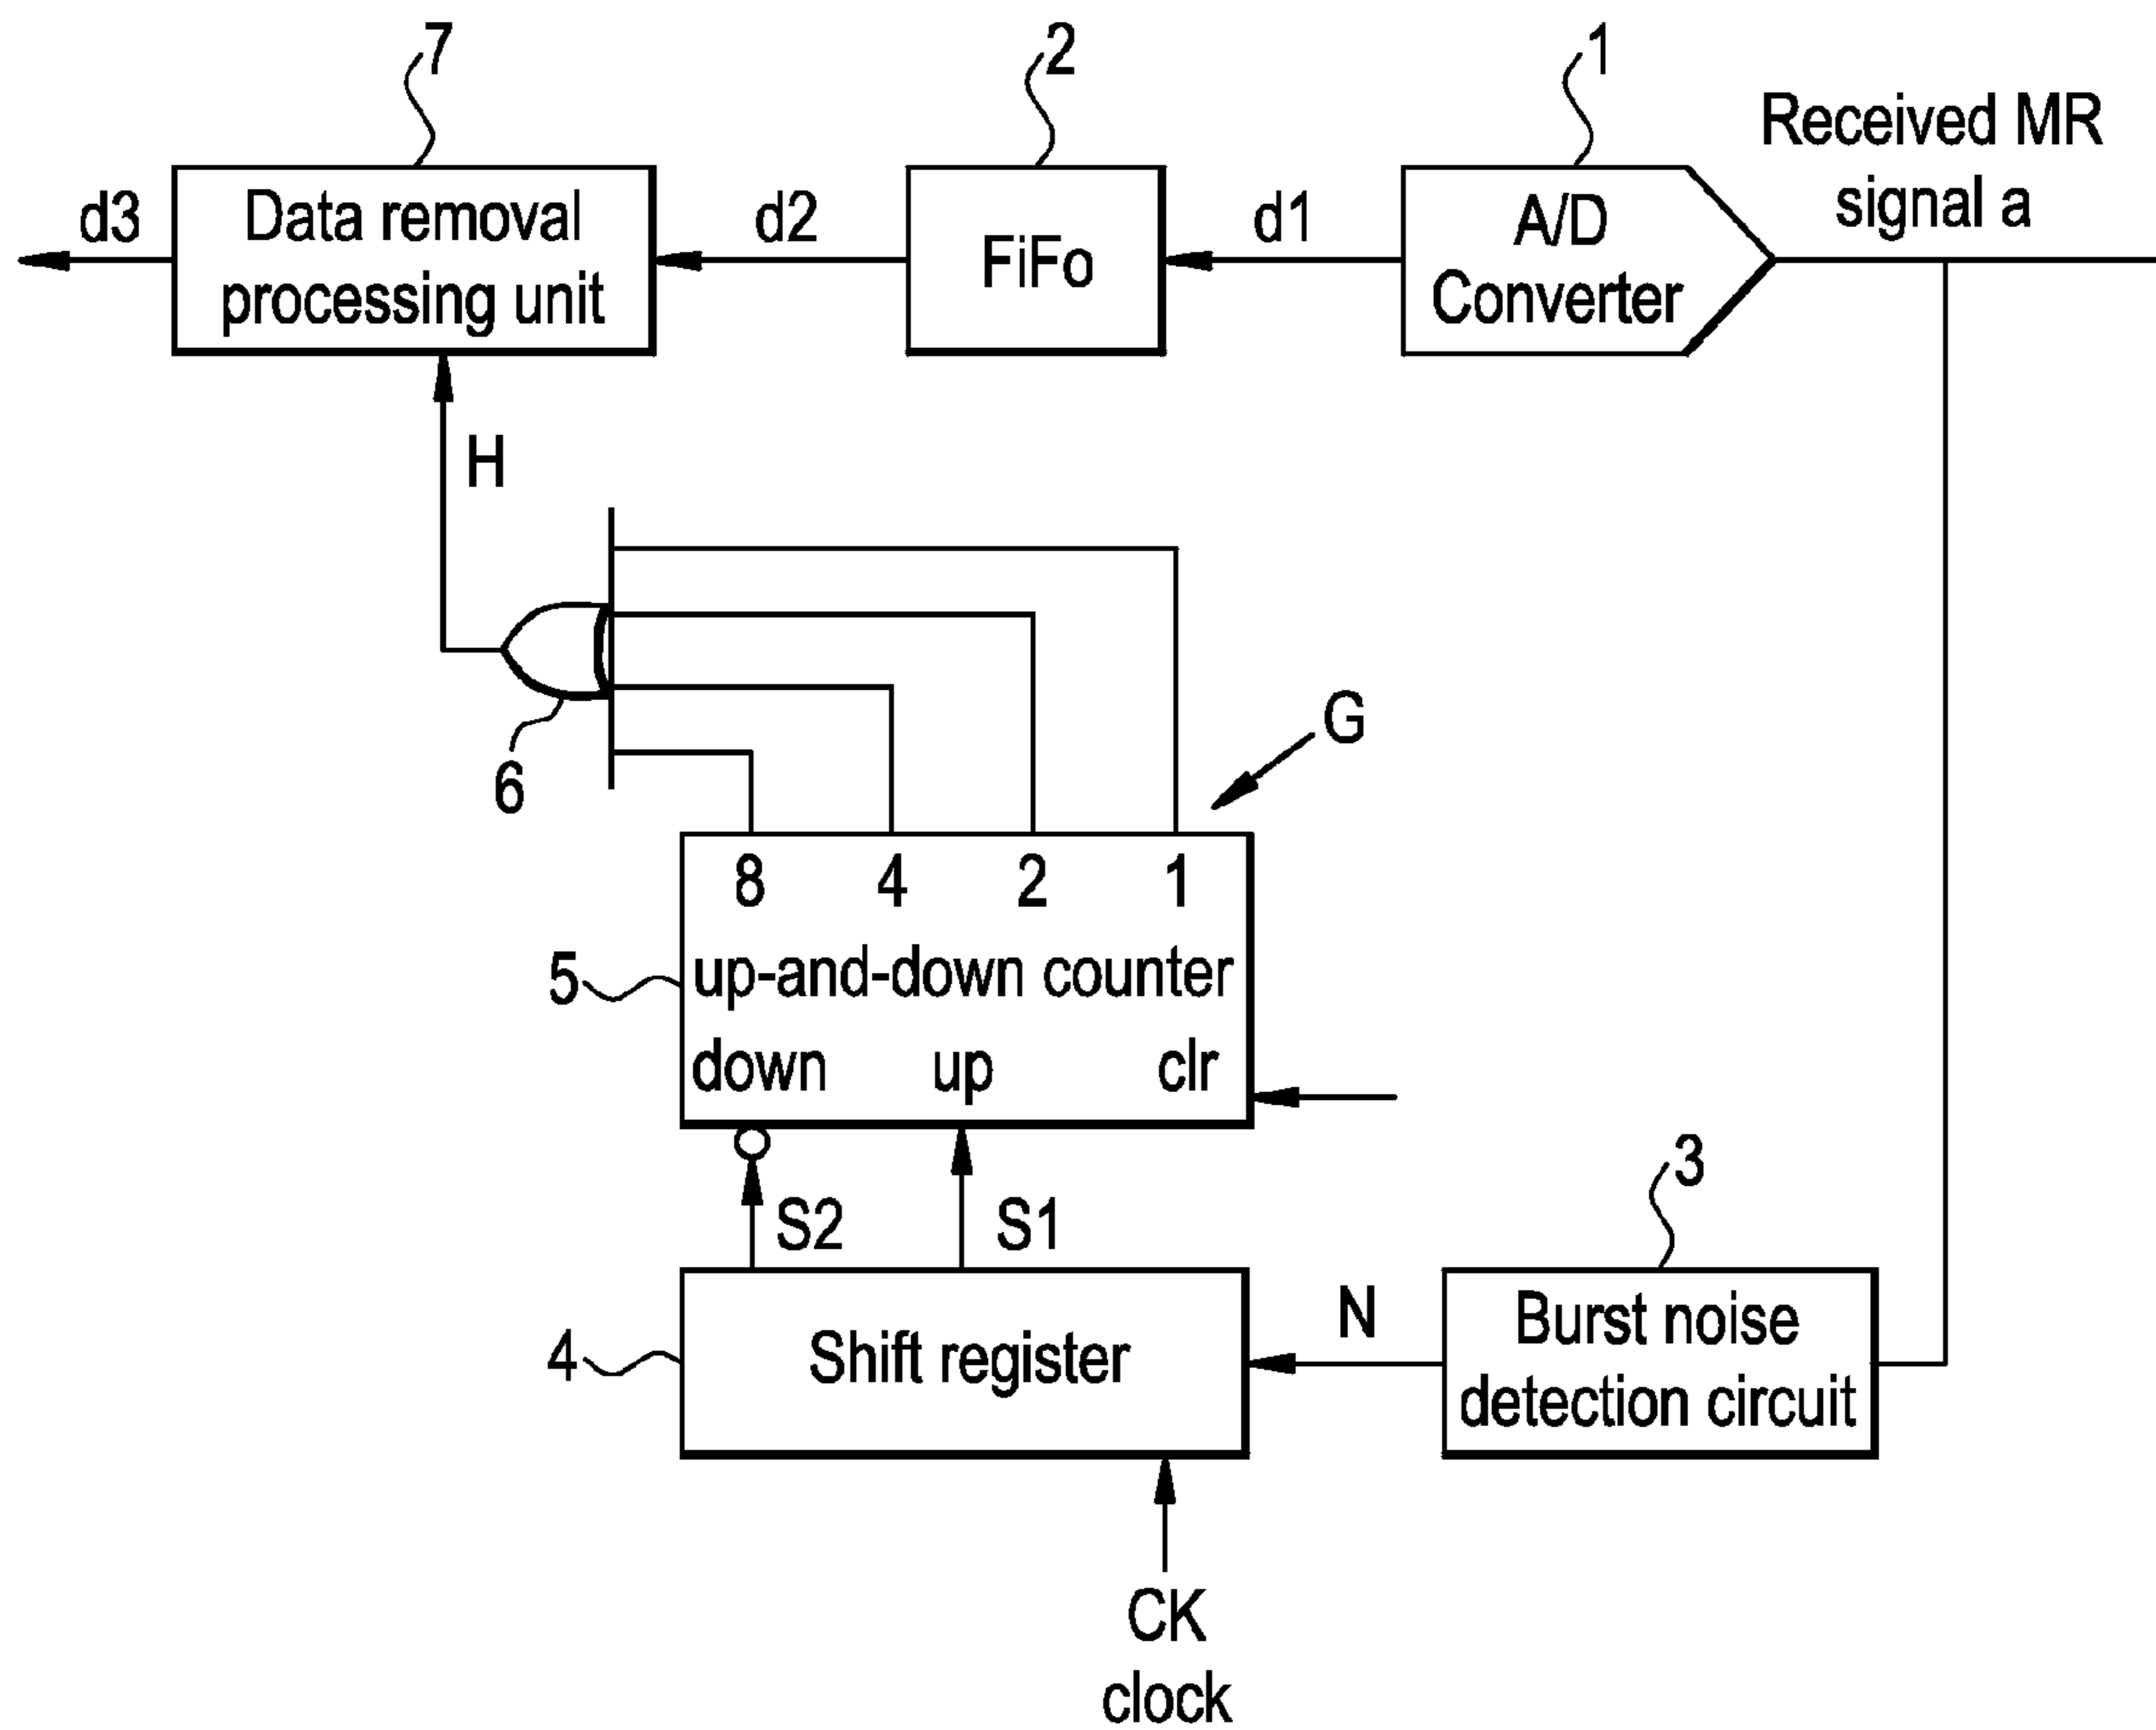 7
2
1
Received MR
signal a
d3
Data removal
processing unit
d2
FiFo
d1
A/D
Converter
H
6
G
8 4 2 1
5
up-and-down counter
down up clr
S2
S1
3
4
Shift register
N
Burst noise
detection circuit
CK
clock